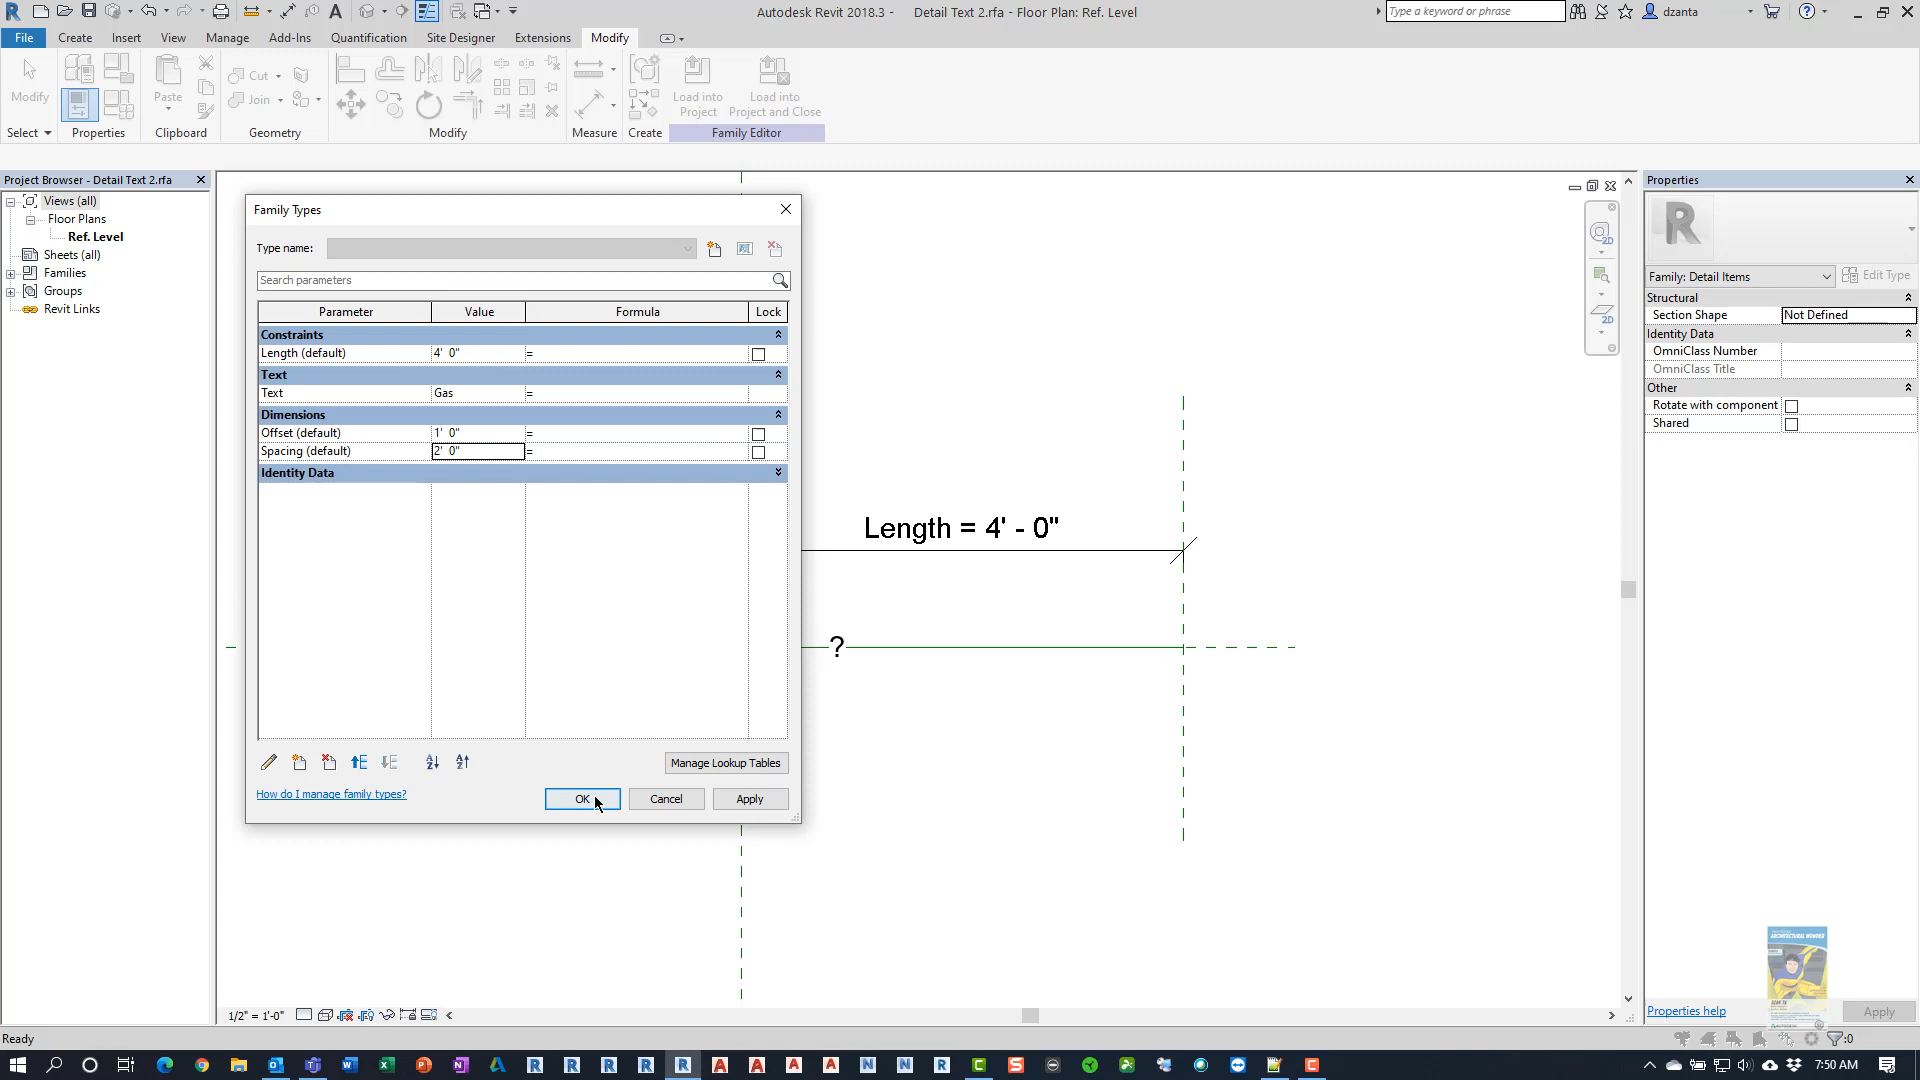 Autodesk Revit 2018.3 -    Detail Text 2.rfa - Floor Plan: Ref. Level
Type a keyword or phrase
dzanta
File Create Insert View Manage Add-Ins Quantification Site Designer Extensions Modify
Modify
Paste
Cut
Join
Load into Project
Load into Project and Close
Select Properties Clipboard Geometry Modify Measure Create Family Editor
Project Browser - Detail Text 2.rfa
Views (all)
Floor Plans
Ref. Level
Sheets (all)
Families
Groups
Revit Links
Family Types
Type name:
Search parameters
Parameter Value Formula Lock
Constraints
Length (default) 4' 0" =
Text
Text Gas =
Dimensions
Offset (default) 1' 0" =
Spacing (default) 2' 0" =
Identity Data
Manage Lookup Tables
How do I manage family types?
OK Cancel Apply
Length = 4' - 0"
?
2D
2D
Properties
R
Family: Detail Items
Edit Type
Structural
Section Shape Not Defined
Identity Data
OmniClass Number
OmniClass Title
Other
Rotate with component
Shared
Properties help
Apply
ARCHITECTURAL WONDER
1/2" = 1'-0"
Ready
:0
7:50 AM